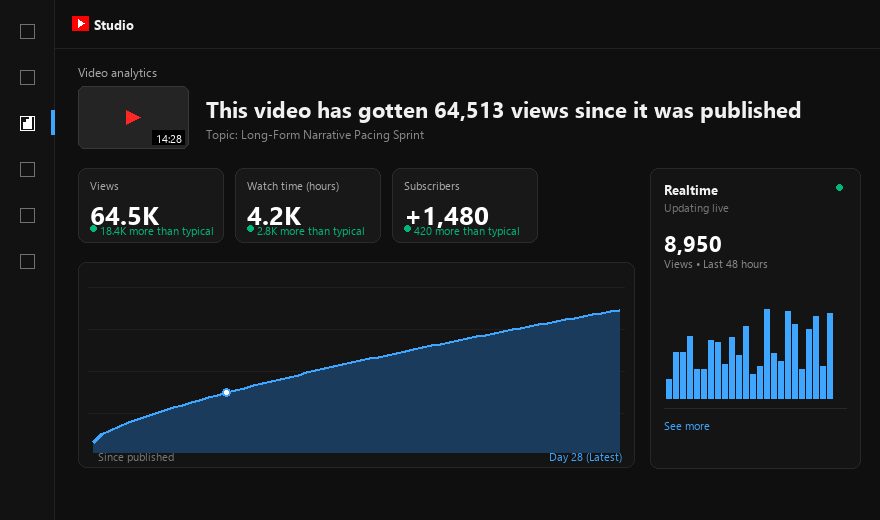 Studio
Video analytics
14:28
This video has gotten 64,513 views since it was published
Topic: Long-Form Narrative Pacing Sprint
Views
64.5K
18.4K more than typical
Watch time (hours)
4.2K
2.8K more than typical
Subscribers
+1,480
420 more than typical
Since published
Day 28 (Latest)
Realtime
Updating live
8,950
Views • Last 48 hours
See more